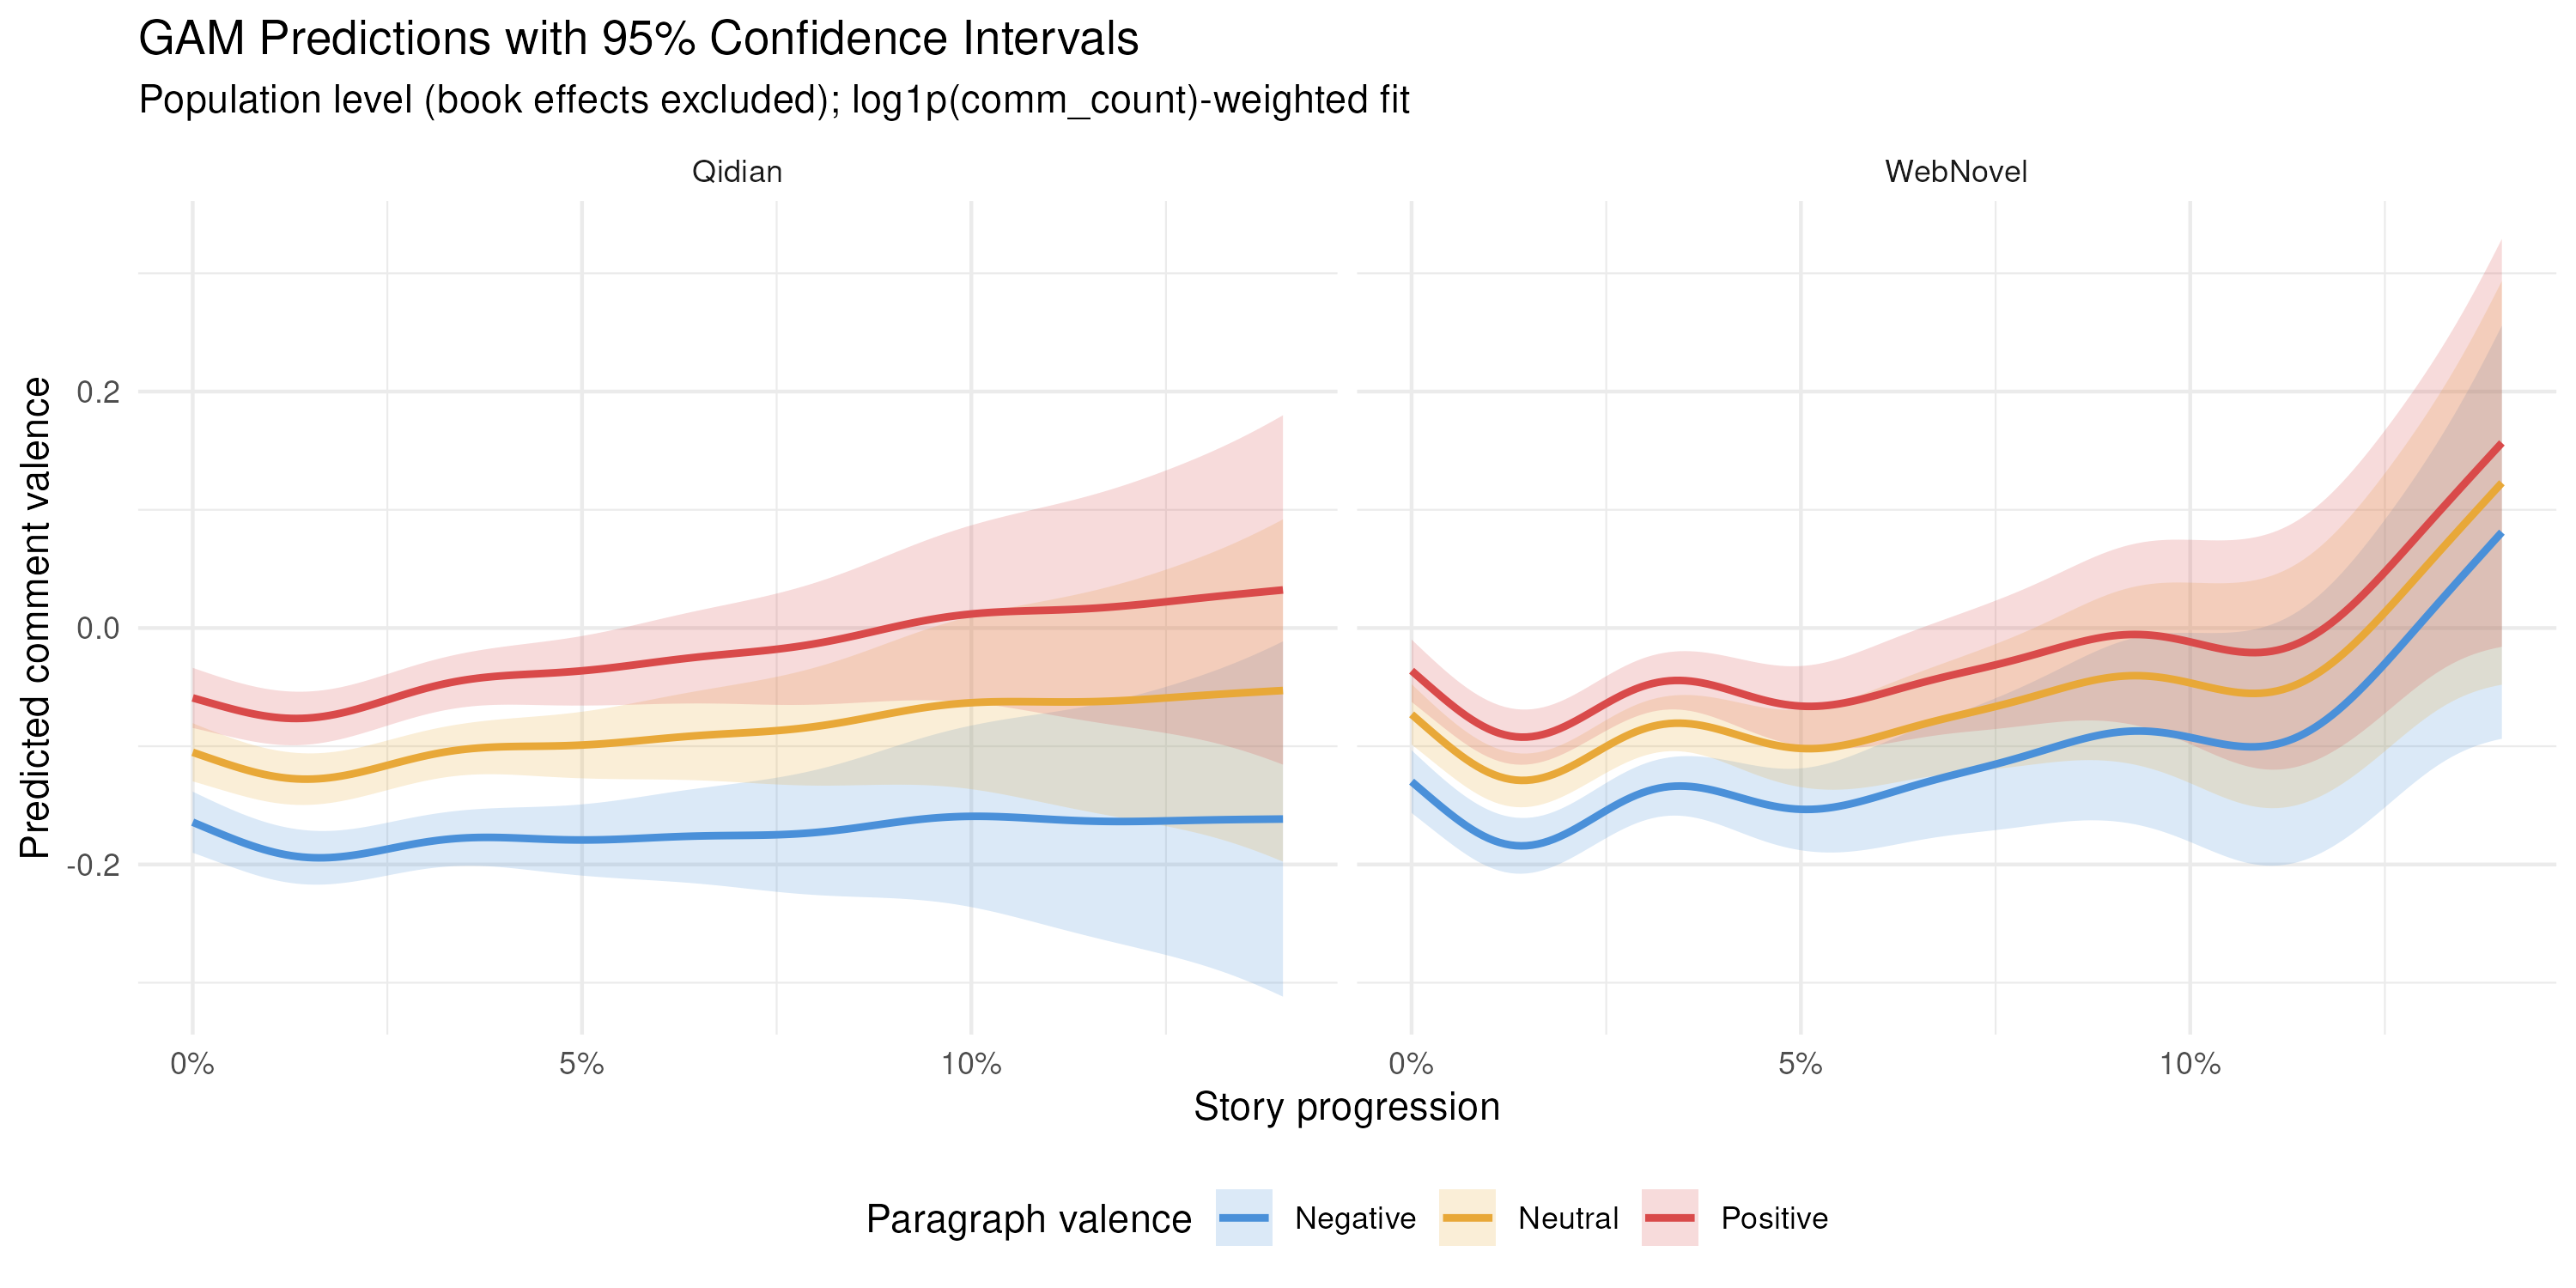 GAM Predictions with 95% Confidence Intervals
Population level (book effects excluded); log1p(comm_count)-weighted fit
Qidian
WebNovel
Predicted comment valence
0.2
0.0
-0.2
0%
5%
10%
0%
5%
10%
Story progression
Paragraph valence
Negative
Neutral
Positive